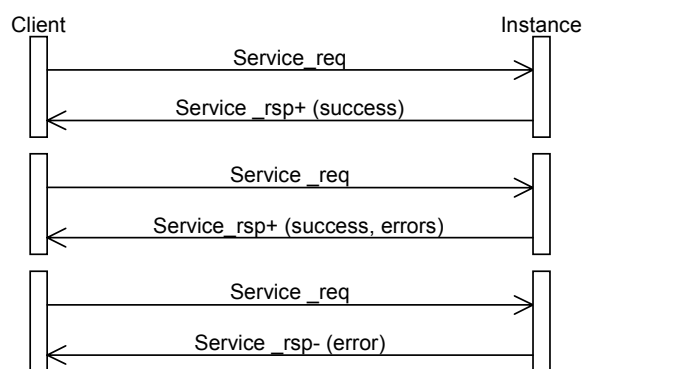 Client Instance
Service_req
Service _rsp+ (success)
Service _req
Service_rsp+ (success, errors)
Service _req
Service _rsp- (error)